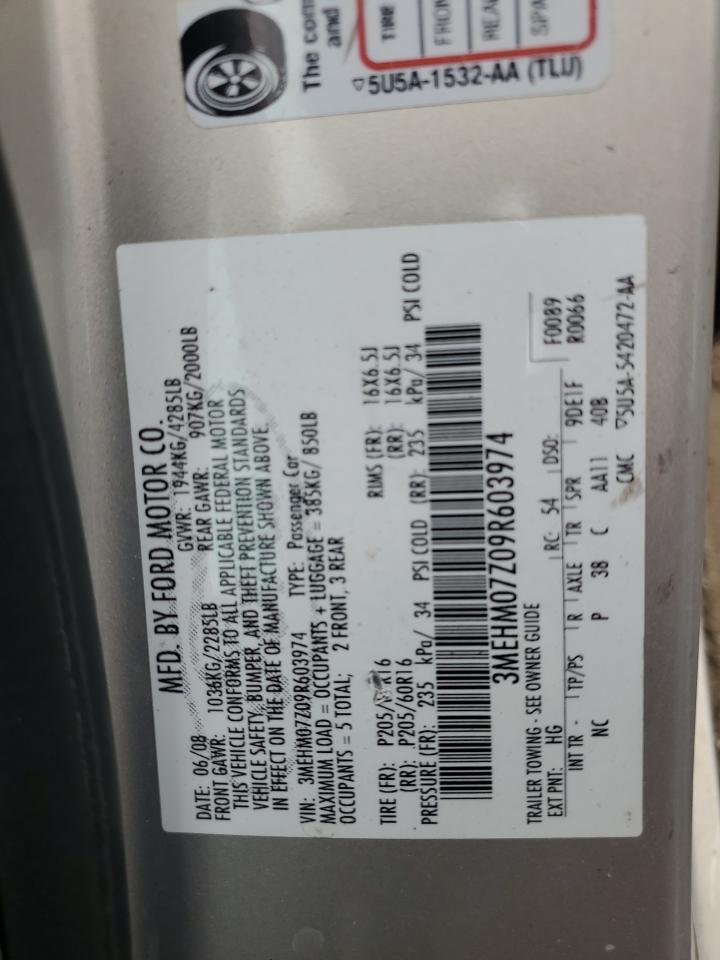 MFD. BY FORD MOTOR CO.
DATE: 06/08 GVWR: 1944KG/4285LB
FRONT GAWR: 1036KG/2285LB REAR GAWR: 907KG/2000LB
THIS VEHICLE CONFORMS TO ALL APPLICABLE FEDERAL MOTOR
VEHICLE SAFETY, BUMPER, AND THEFT PREVENTION STANDARDS
IN EFFECT ON THE DATE OF MANUFACTURE SHOWN ABOVE.
VIN: 3MEHM07Z09R603974 TYPE: Passenger Car
MAXIMUM LOAD = OCCUPANTS + LUGGAGE = 385KG/ 850LB
OCCUPANTS = 5 TOTAL; 2 FRONT, 3 REAR
TIRE (FR): RIMS (FR): 16X6.5J
(RR): P205/60R16 (RR): 16X6.5J
PRESSURE (FR): 235 kPa/ 34 PSI COLD (RR): 235 kPa/ 34 PSI COLD
3MEHM07Z09R603974
TRAILER TOWING - SEE OWNER GUIDE F0089
EXT PNT: HG RC: 54 DSO: R0066
INT TR - TP/PS R AXLE TR SPR 9DE1F
NC P 38 C AA11 40B
CMC ▽5U5A-5420472-AA
The com
and
TIRE
FRON
REA
SPA
▽5U5A-1532-AA (TLU)